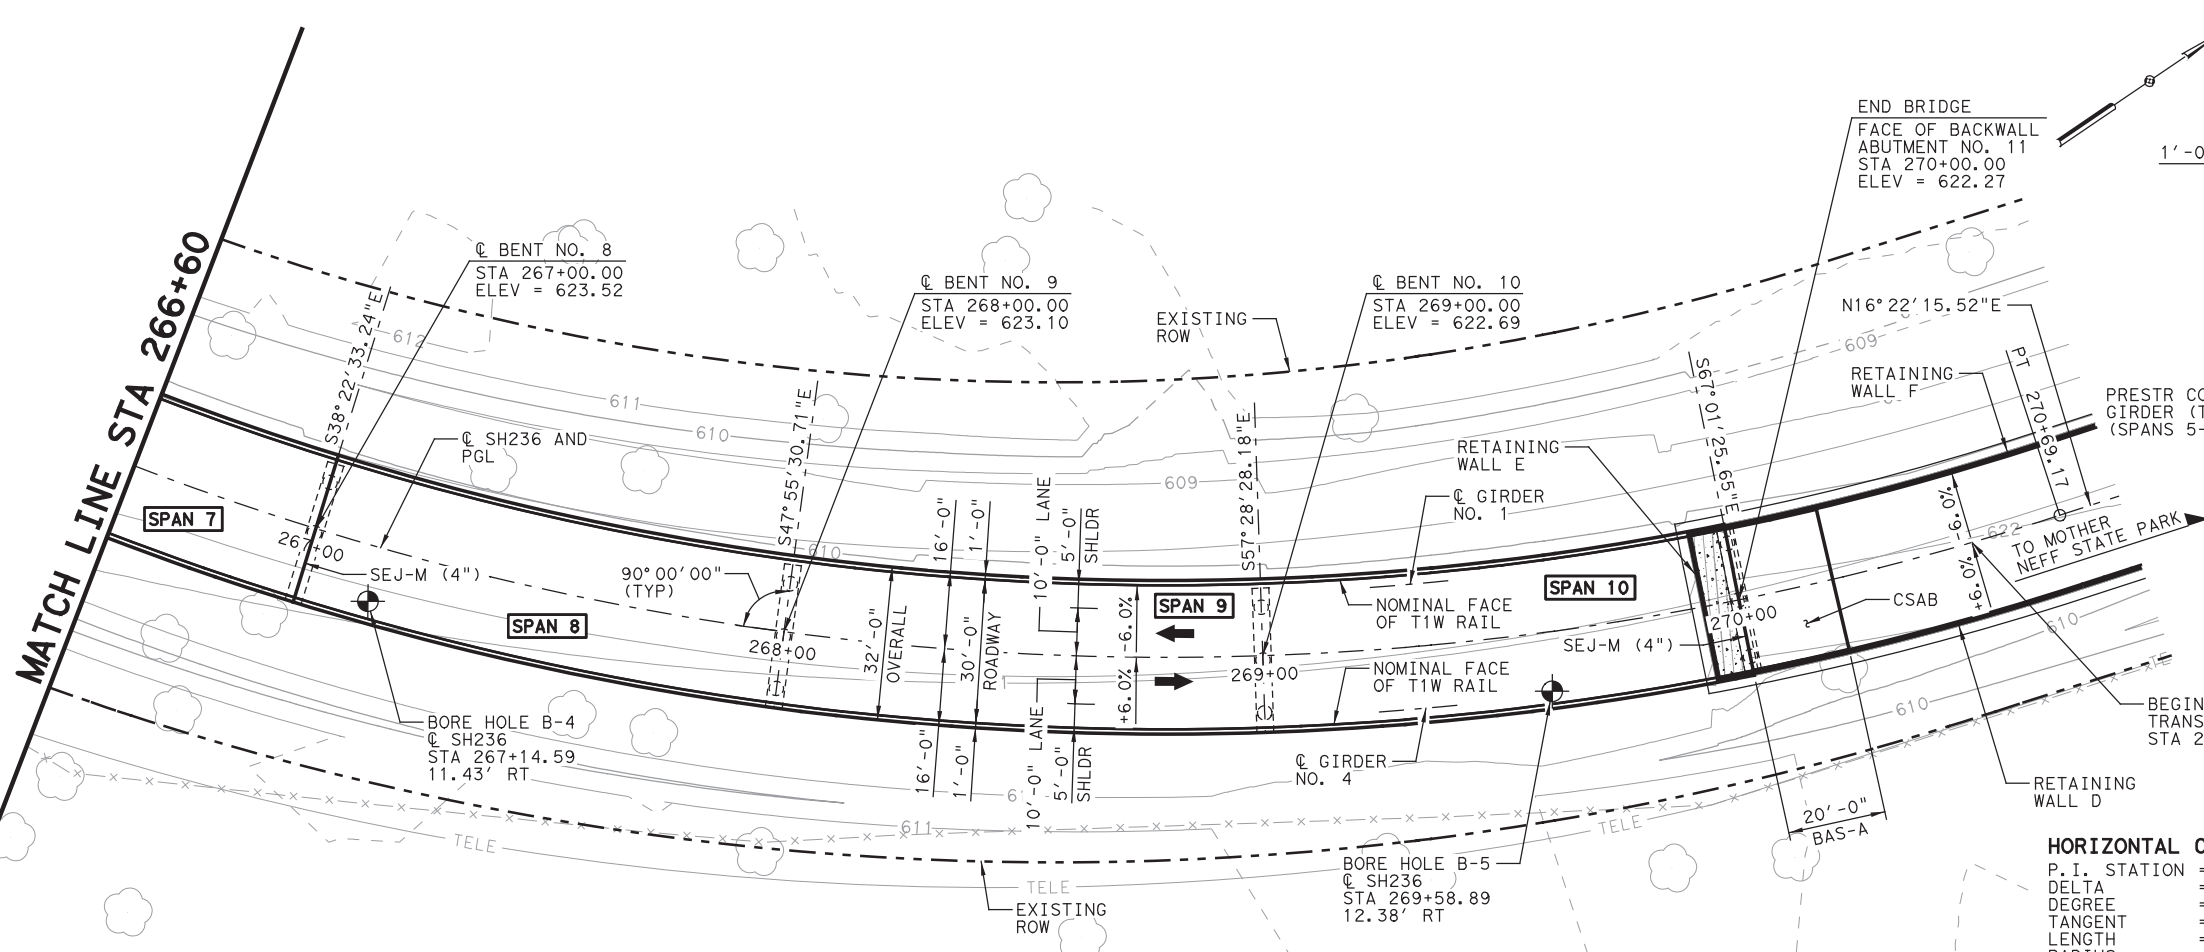 MATCH LINE STA 266+60
SPAN 7
S38°22'33.24"E
℄ BENT NO. 8
STA 267+00.00
ELEV = 623.52
612
611
610
609
℄ SH236 AND
PGL
267+00
SEJ-M (4")
SPAN 8
BORE HOLE B-4
℄ SH236
STA 267+14.59
11.43' RT
TELE
90°00'00"
(TYP)
S47°55'30.71"E
610
268+00
℄ BENT NO. 9
STA 268+00.00
ELEV = 623.10
32'-0"
OVERALL
16'-0"
16'-0"
1'-0"
30'-0"
ROADWAY
1'-0"
10'-0" LANE
10'-0" LANE
5'-0"
SHLDR
5'-0"
SHLDR
-6.0%
+6.0%
SPAN 9
611
TELE
EXISTING
ROW
EXISTING
ROW
S57°28'28.18"E
269+00
℄ BENT NO. 10
STA 269+00.00
ELEV = 622.69
RETAINING
WALL E
℄ GIRDER
NO. 1
NOMINAL FACE
OF T1W RAIL
NOMINAL FACE
OF T1W RAIL
℄ GIRDER
NO. 4
SPAN 10
SEJ-M (4")
BORE HOLE B-5
℄ SH236
STA 269+58.89
12.38' RT
TELE
S67°01'25.65"E
270+00
END BRIDGE
FACE OF BACKWALL
ABUTMENT NO. 11
STA 270+00.00
ELEV = 622.27
1'-0
N16°22'15.52"E
609
RETAINING
WALL F
PT
270+69.17
PRESTR CO
GIRDER (T
(SPANS 5-
-6.0%
+6.0%
622
TO MOTHER
NEFF STATE PARK
CSAB
610
610
TE
BEGIN
TRANS
STA 2
RETAINING
WALL D
20'-0"
BAS-A
HORIZONTAL C
P.I. STATION =
DELTA =
DEGREE =
TANGENT =
LENGTH =